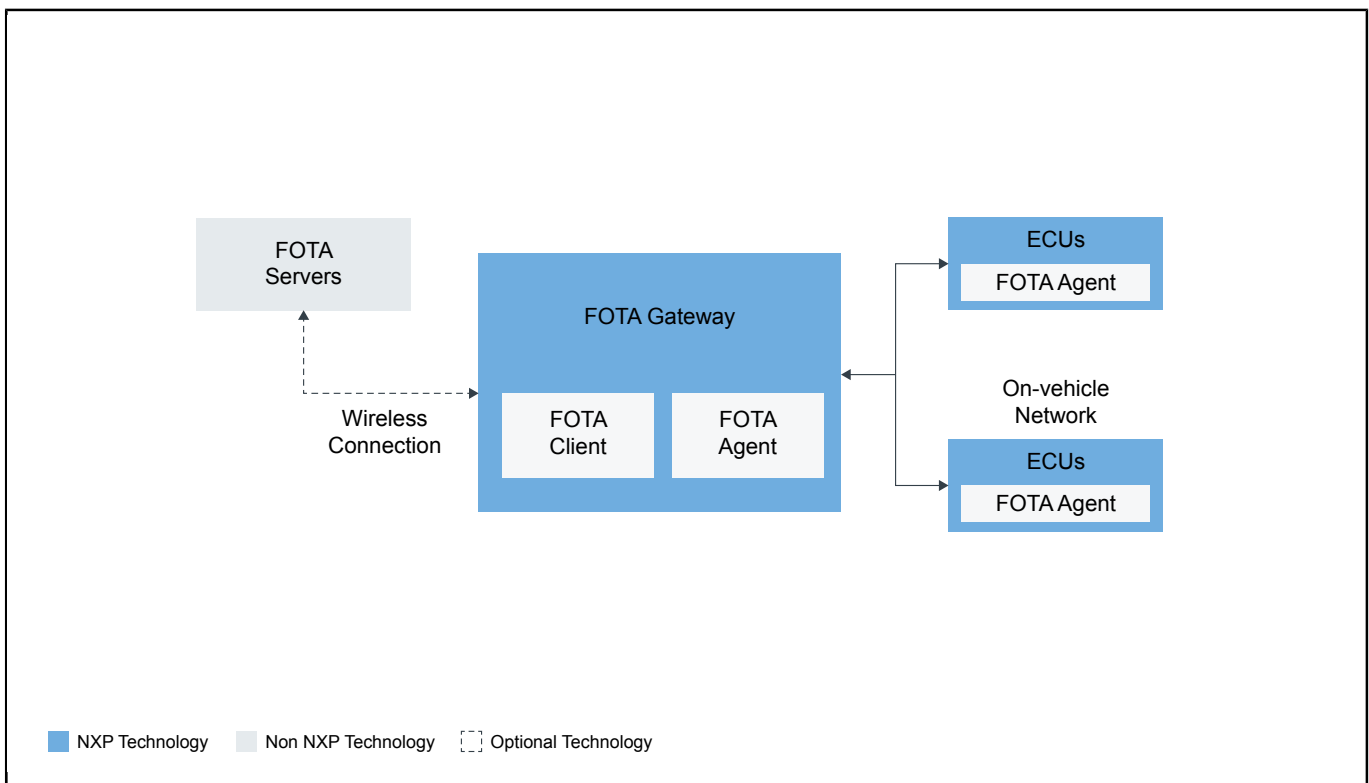 FOTA
Servers
Wireless
Connection
FOTA Gateway
FOTA
Client
FOTA
Agent
ECUs
FOTA Agent
On-vehicle
Network
ECUs
FOTA Agent
NXP Technology
Non NXP Technology
Optional Technology